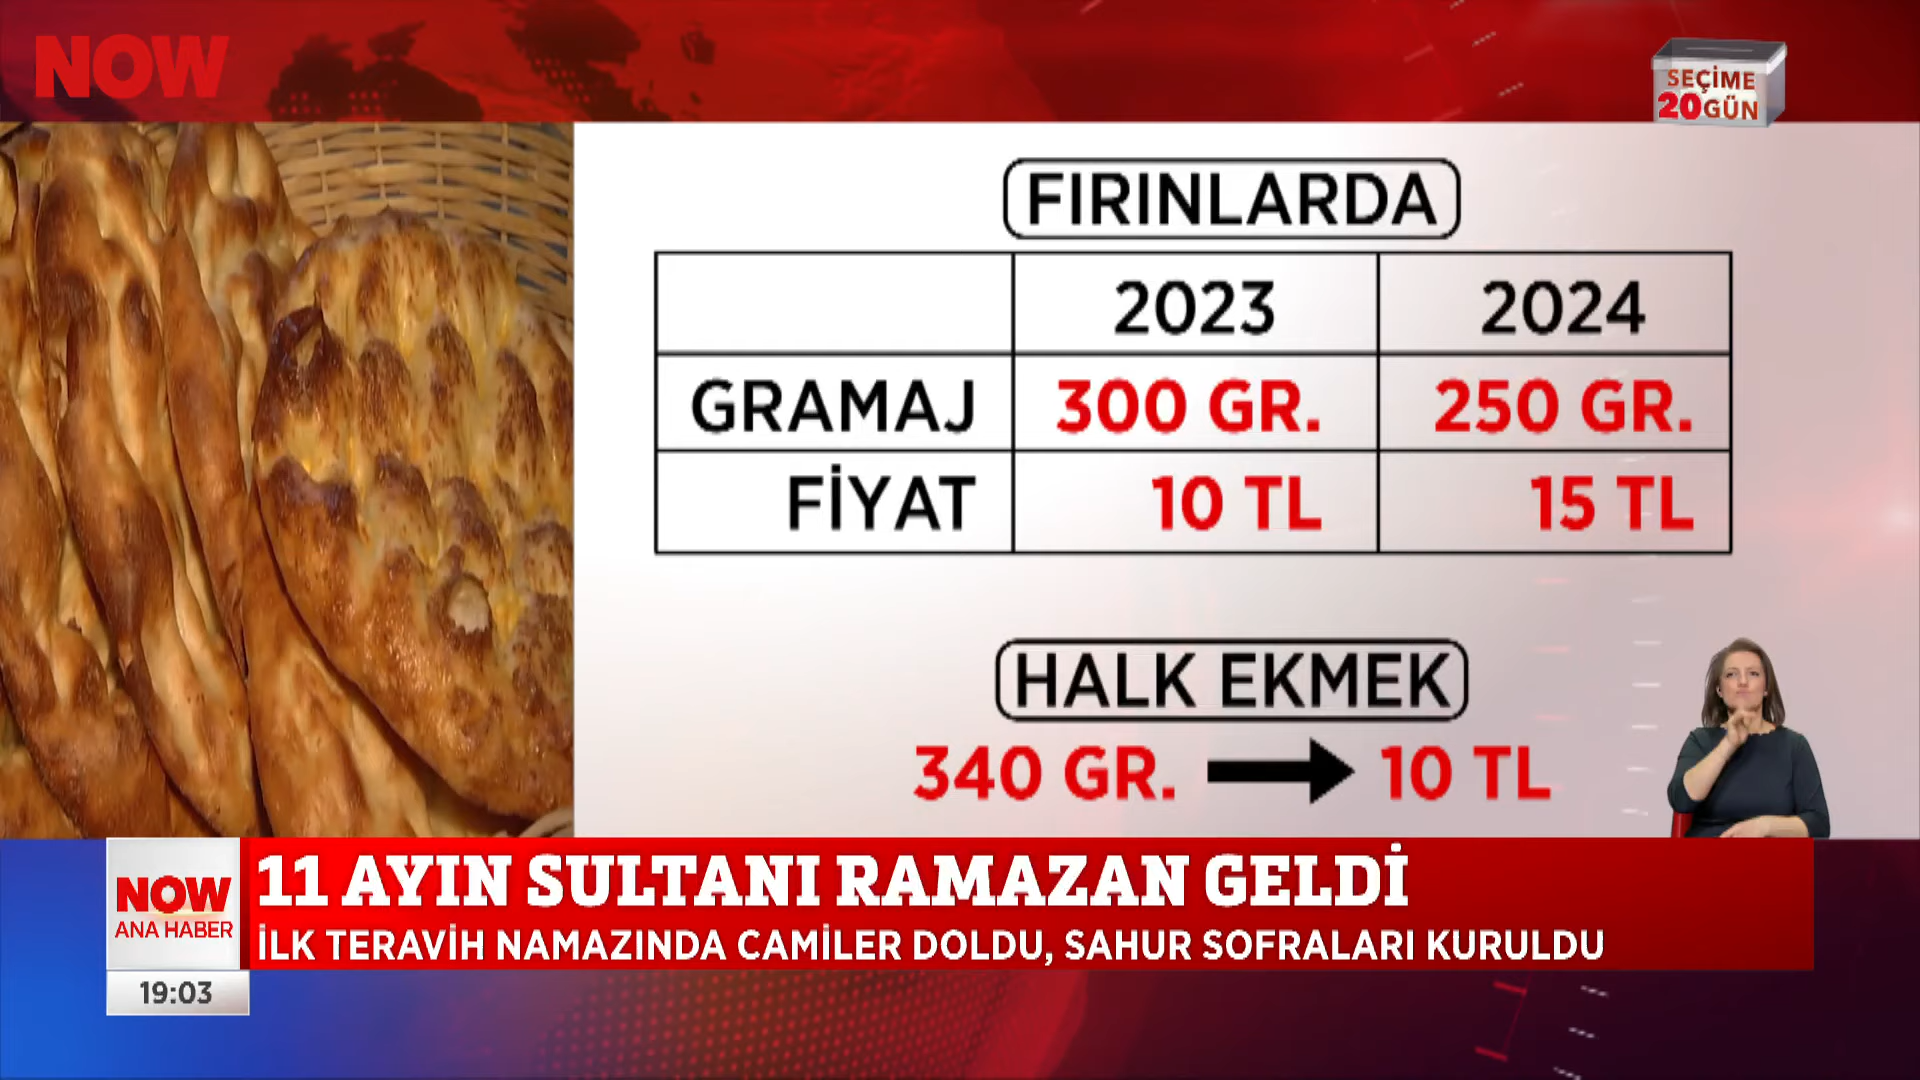 NOW
SEÇİME
20 GÜN
FIRINLARDA
2023 2024
GRAMAJ 300 GR. 250 GR.
FİYAT 10 TL 15 TL
HALK EKMEK
340 GR. 10 TL
NOW
ANA HABER
11 AYIN SULTANI RAMAZAN GELDİ
İLK TERAVİH NAMAZINDA CAMİLER DOLDU, SAHUR SOFRALARI KURULDU
19:03